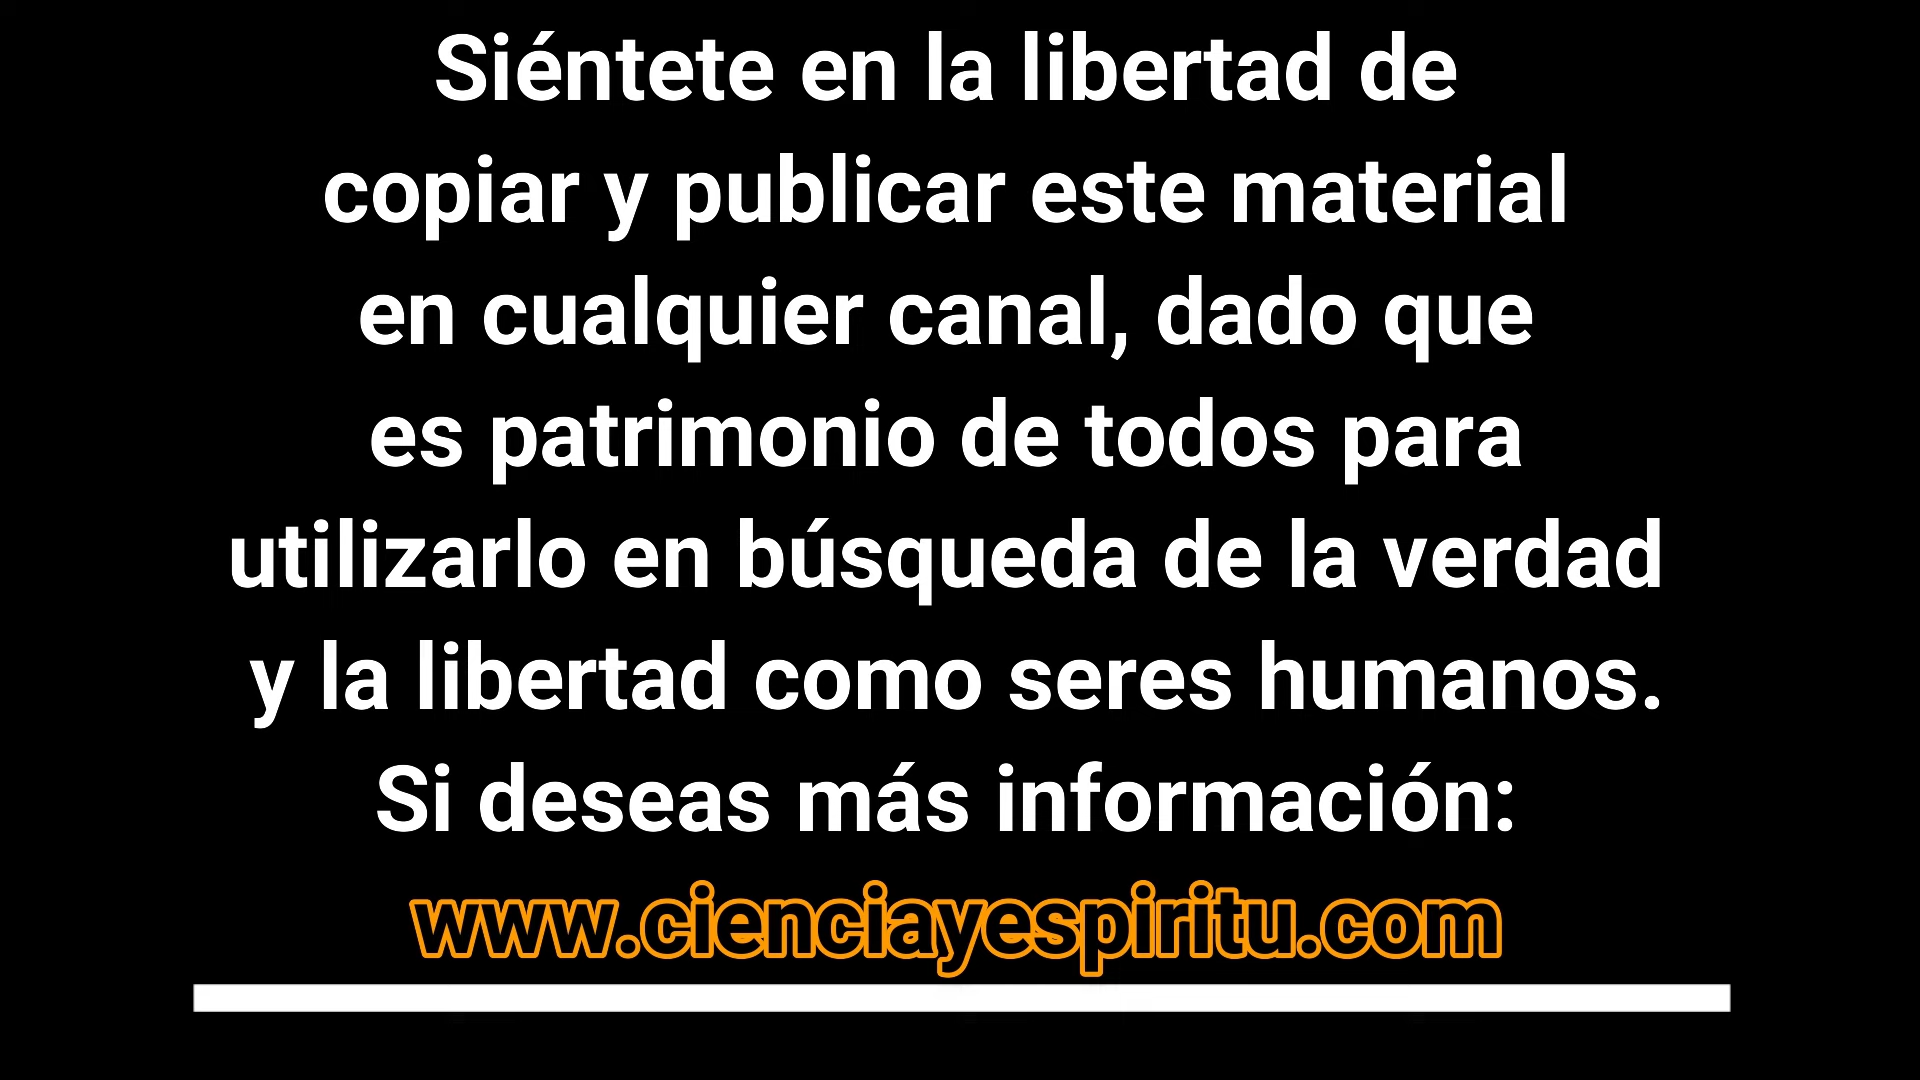 Siéntete en la libertad de
copiar y publicar este material
en cualquier canal, dado que
es patrimonio de todos para
utilizarlo en búsqueda de la verdad
y la libertad como seres humanos.
Si deseas más información:
www.cienciayespiritu.com